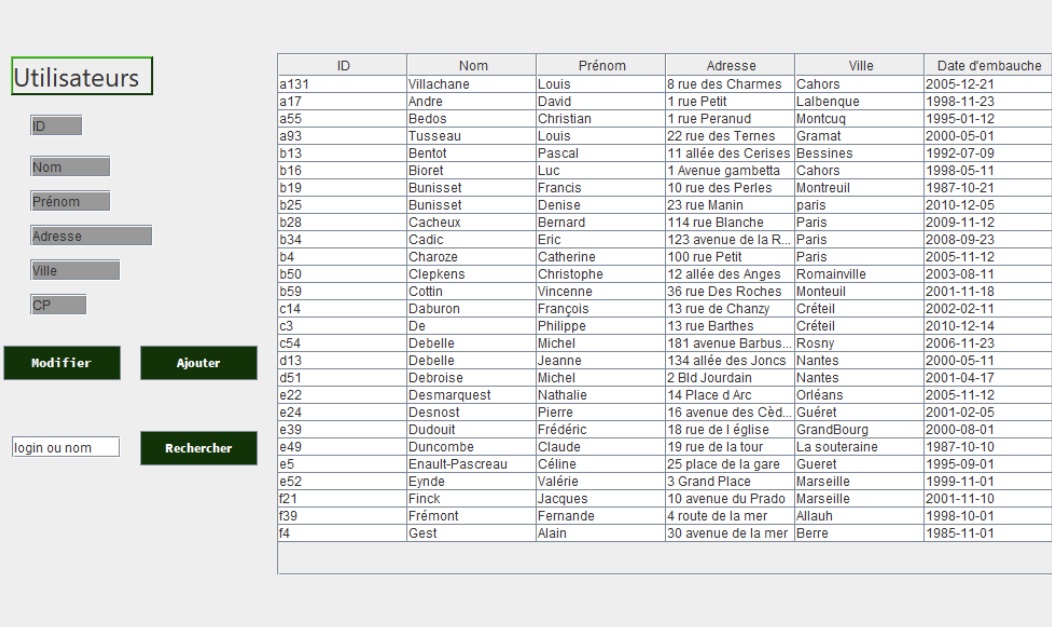 Utilisateurs
ID
Nom
Prénom
Adresse
Ville
CP
Modifier Ajouter
login ou nom Rechercher
ID Nom Prénom Adresse Ville Date d'embauche
a131 Villachane Louis 8 rue des Charmes Cahors 2005-12-21
a17 Andre David 1 rue Petit Lalbenque 1998-11-23
a55 Bedos Christian 1 rue Peranud Montcuq 1995-01-12
a93 Tusseau Louis 22 rue des Ternes Gramat 2000-05-01
b13 Bentot Pascal 11 allée des Cerises Bessines 1992-07-09
b16 Bioret Luc 1 Avenue gambetta Cahors 1998-05-11
b19 Bunisset Francis 10 rue des Perles Montreuil 1987-10-21
b25 Bunisset Denise 23 rue Manin paris 2010-12-05
b28 Cacheux Bernard 114 rue Blanche Paris 2009-11-12
b34 Cadic Eric 123 avenue de la R... Paris 2008-09-23
b4 Charoze Catherine 100 rue Petit Paris 2005-11-12
b50 Clepkens Christophe 12 allée des Anges Romainville 2003-08-11
b59 Cottin Vincenne 36 rue Des Roches Monteuil 2001-11-18
c14 Daburon François 13 rue de Chanzy Créteil 2002-02-11
c3 De Philippe 13 rue Barthes Créteil 2010-12-14
c54 Debelle Michel 181 avenue Barbus... Rosny 2006-11-23
d13 Debelle Jeanne 134 allée des Joncs Nantes 2000-05-11
d51 Debroise Michel 2 Bld Jourdain Nantes 2001-04-17
e22 Desmarquest Nathalie 14 Place d Arc Orléans 2005-11-12
e24 Desnost Pierre 16 avenue des Cèd... Guéret 2001-02-05
e39 Dudouit Frédéric 18 rue de l église GrandBourg 2000-08-01
e49 Duncombe Claude 19 rue de la tour La souteraine 1987-10-10
e5 Enault-Pascreau Céline 25 place de la gare Gueret 1995-09-01
e52 Eynde Valérie 3 Grand Place Marseille 1999-11-01
f21 Finck Jacques 10 avenue du Prado Marseille 2001-11-10
f39 Frémont Fernande 4 route de la mer Allauh 1998-10-01
f4 Gest Alain 30 avenue de la mer Berre 1985-11-01